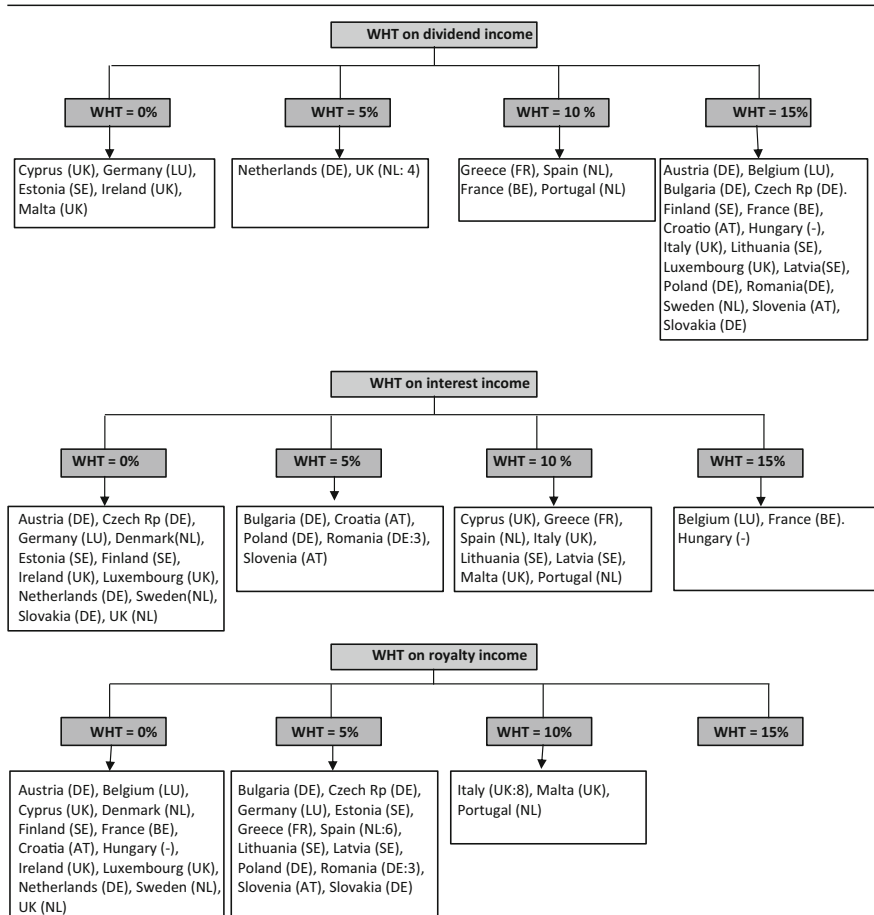 WHT on dividend income
WHT = 0%
WHT = 5%
WHT = 10 %
WHT = 15%
Cyprus (UK), Germany (LU),
Estonia (SE), Ireland (UK),
Malta (UK)
Netherlands (DE), UK (NL: 4)
Greece (FR), Spain (NL),
France (BE), Portugal (NL)
Austria (DE), Belgium (LU),
Bulgaria (DE), Czech Rp (DE).
Finland (SE), France (BE),
Croatio (AT), Hungary (-),
Italy (UK), Lithuania (SE),
Luxembourg (UK), Latvia(SE),
Poland (DE), Romania(DE),
Sweden (NL), Slovenia (AT),
Slovakia (DE)
WHT on interest income
WHT = 0%
WHT = 5%
WHT = 10 %
WHT = 15%
Austria (DE), Czech Rp (DE),
Germany (LU), Denmark(NL),
Estonia (SE), Finland (SE),
Ireland (UK), Luxembourg (UK),
Netherlands (DE), Sweden(NL),
Slovakia (DE), UK (NL)
Bulgaria (DE), Croatia (AT),
Poland (DE), Romania (DE:3),
Slovenia (AT)
Cyprus (UK), Greece (FR),
Spain (NL), Italy (UK),
Lithuania (SE), Latvia (SE),
Malta (UK), Portugal (NL)
Belgium (LU), France (BE).
Hungary (-)
WHT on royalty income
WHT = 0%
WHT = 5%
WHT = 10%
WHT = 15%
Austria (DE), Belgium (LU),
Cyprus (UK), Denmark (NL),
Finland (SE), France (BE),
Croatia (AT), Hungary (-),
Ireland (UK), Luxembourg (UK),
Netherlands (DE), Sweden (NL),
UK (NL)
Bulgaria (DE), Czech Rp (DE),
Germany (LU), Estonia (SE),
Greece (FR), Spain (NL:6),
Lithuania (SE), Latvia (SE),
Poland (DE), Romania (DE:3),
Slovenia (AT), Slovakia (DE)
Italy (UK:8), Malta (UK),
Portugal (NL)